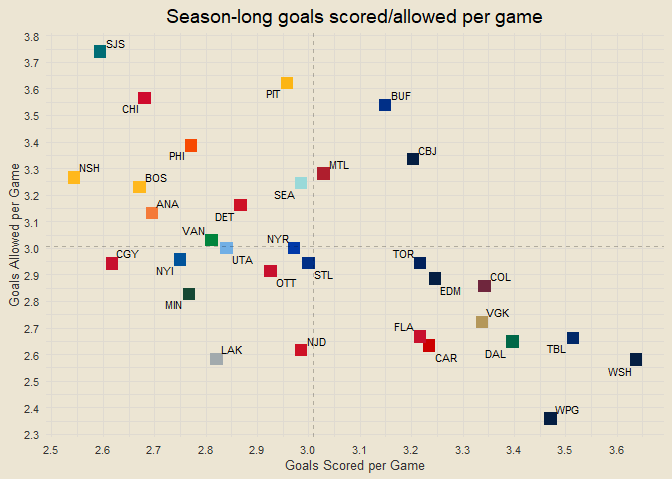 Season-long goals scored/allowed per game
3.8
SJS
3.7
PIT
3.6
CHI
BUF
3.5
3.4
PHI
CBJ
3.3
NSH
MTL
BOS
SEA
3.2
ANA
DET
3.1
VAN
NYR
3.0
CGY
UTA
TOR
NYI
OTT
STL
2.9
EDM
COL
MIN
2.8
VGK
2.7
FLA
NJD
LAK
CAR
DAL
TBL
2.6
WSH
2.5
WPG
2.4
2.3
Goals Allowed per Game
2.5 2.6 2.7 2.8 2.9 3.0 3.1 3.2 3.3 3.4 3.5 3.6
Goals Scored per Game